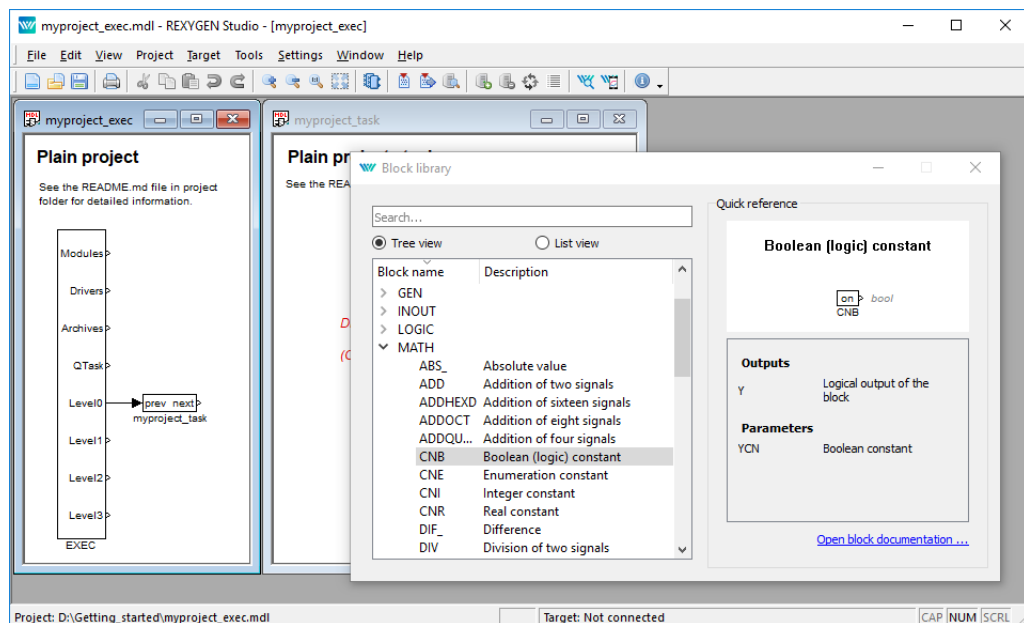 myproject_exec.mdl - REXYGEN Studio - [myproject_exec]
File Edit View Project Target Tools Settings Window Help
myproject_exec
Plain project
See the README.md file in project
folder for detailed information.
Modules
Drivers
Archives
QTask
Level0
prev next
myproject_task
Level1
Level2
Level3
EXEC
myproject_task
Plain
See the REA
Block library
Search...
Tree view List view
Block name Description
GEN
INOUT
LOGIC
MATH
ABS_ Absolute value
ADD Addition of two signals
ADDHEXD Addition of sixteen signals
ADDOCT Addition of eight signals
ADDQU... Addition of four signals
CNB Boolean (logic) constant
CNE Enumeration constant
CNI Integer constant
CNR Real constant
DIF_ Difference
DIV Division of two signals
Quick reference
Boolean (logic) constant
on bool
CNB
Outputs
Y Logical output of the
block
Parameters
YCN Boolean constant
Open block documentation ...
Project: D:\Getting_started\myproject_exec.mdl Target: Not connected CAP NUM SCRL